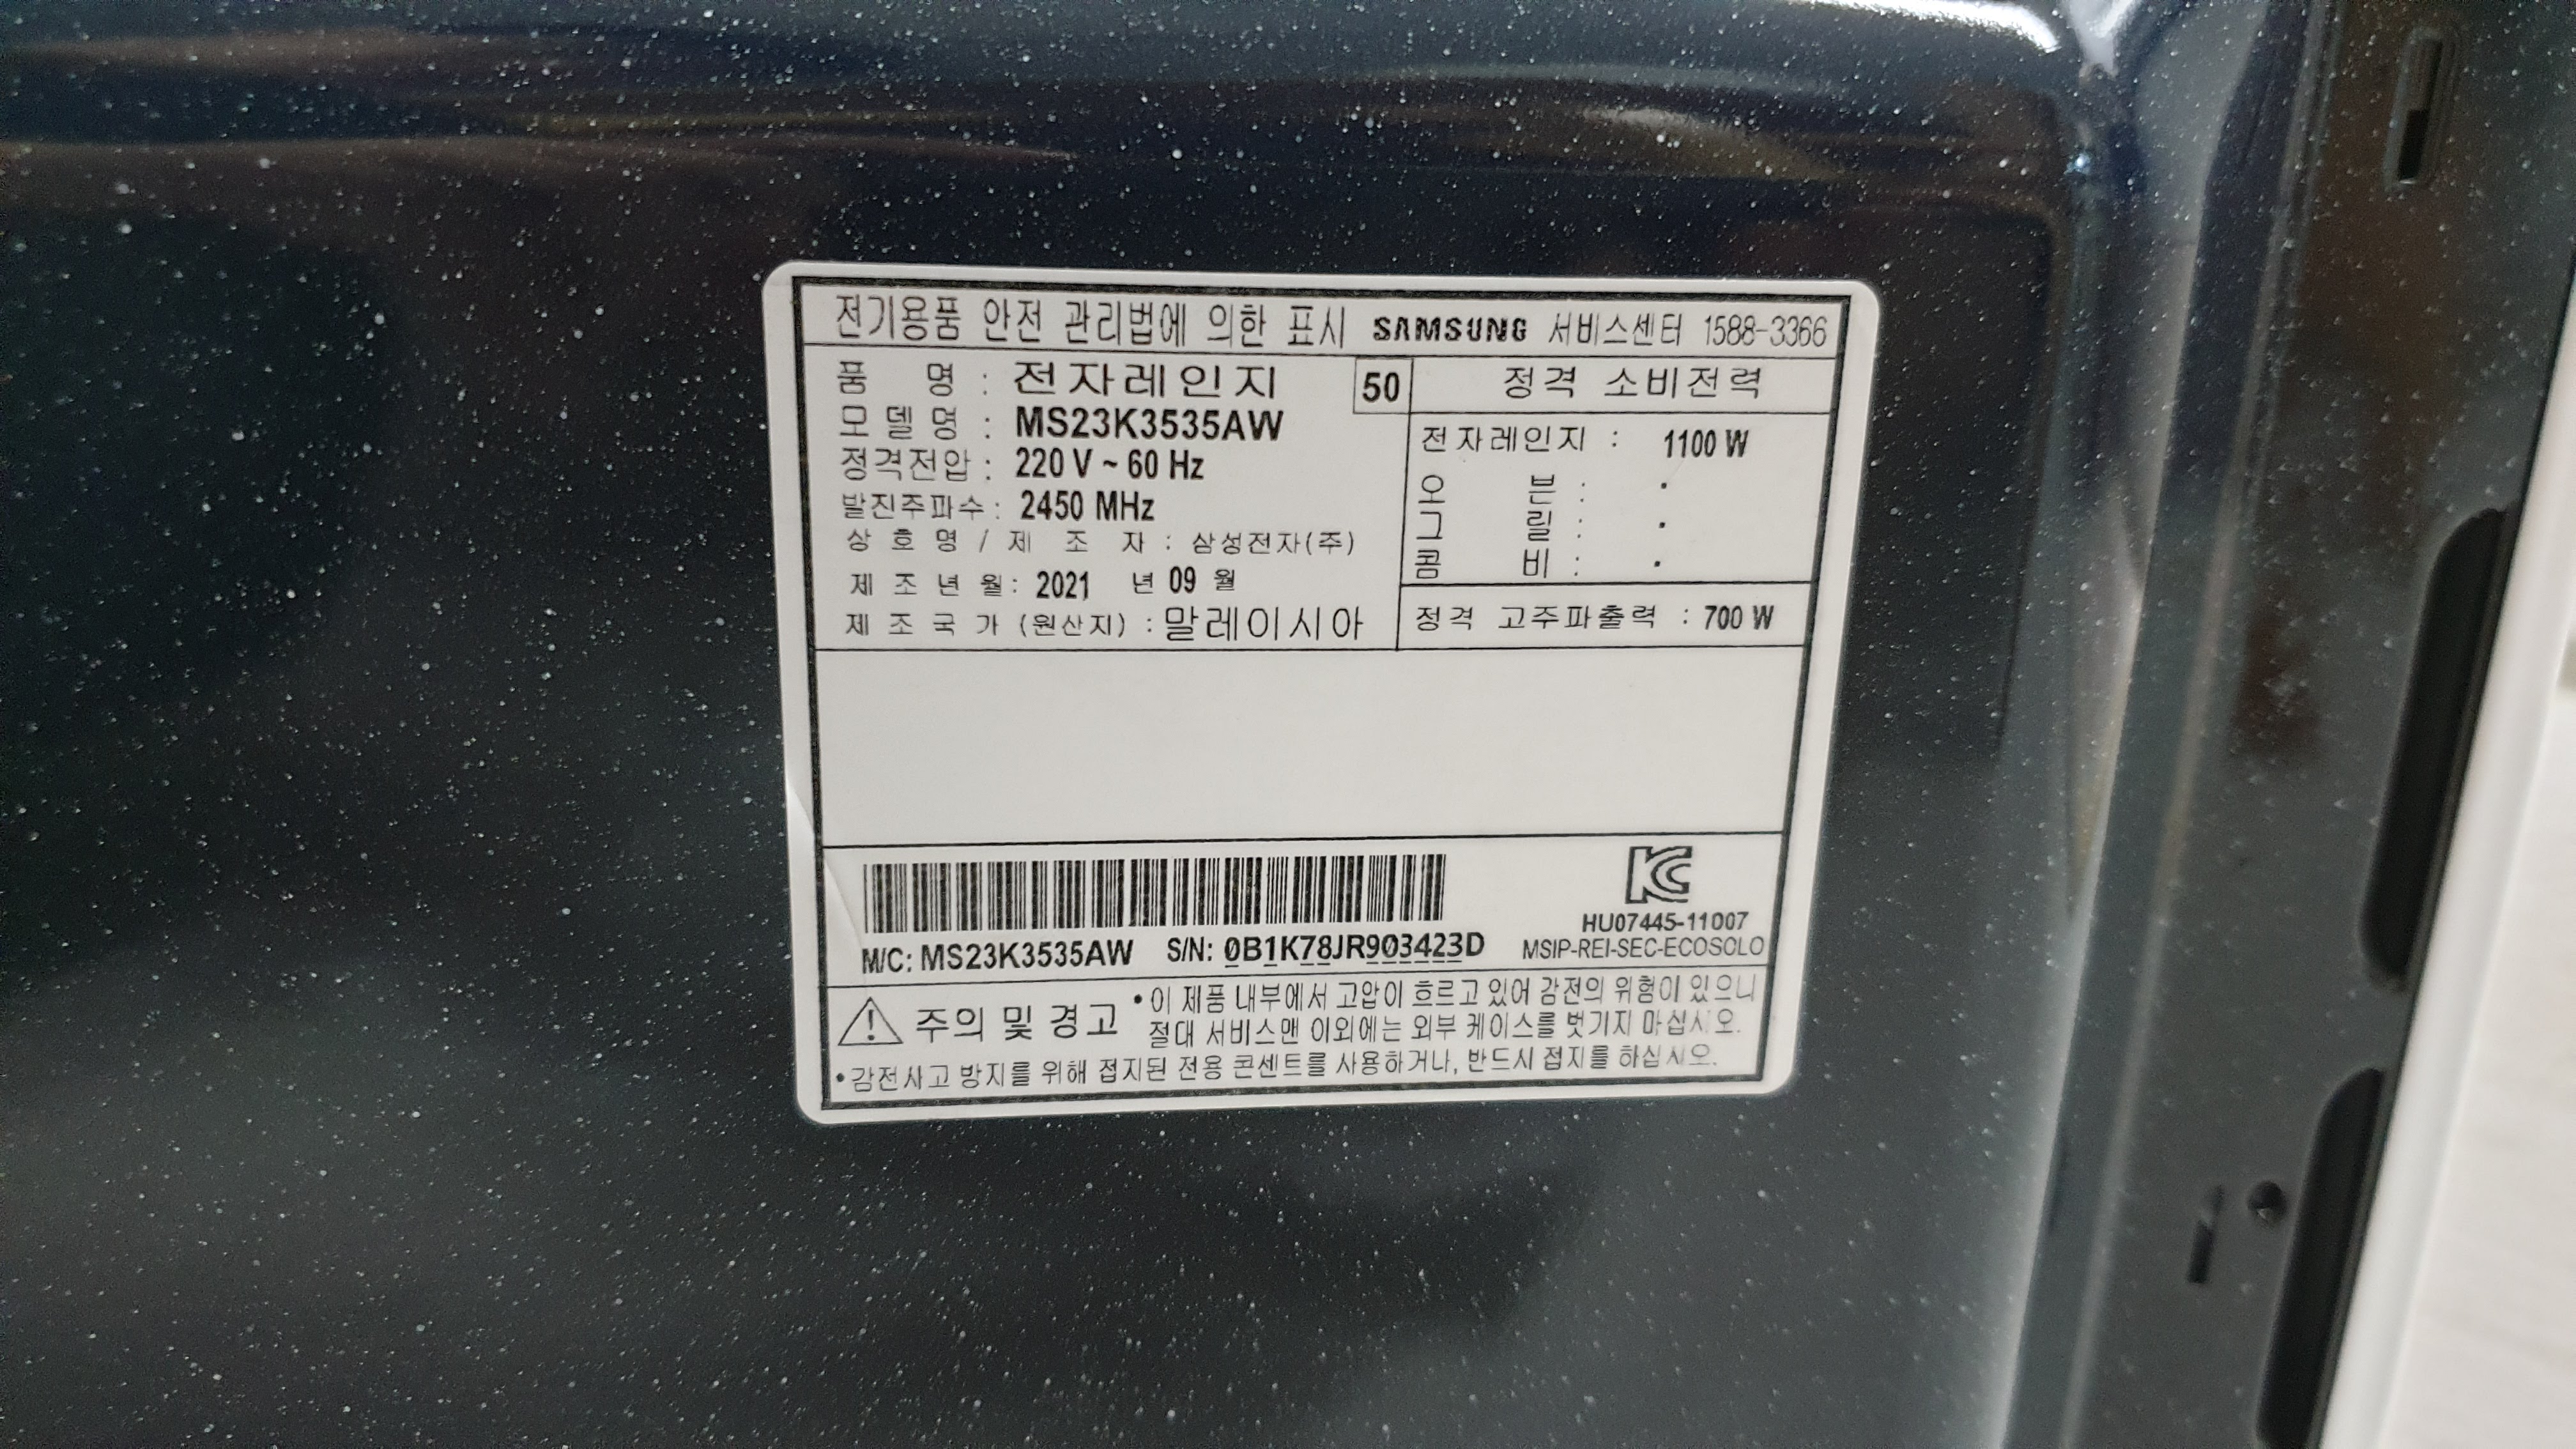 전기용품 안전 관리법에 의한 표시 SAMSUNG 서비스센터 1588-3366
품 명 : 전자레인지 50
모델명 : MS23K3535AW
정격전압 : 220 V ~ 60 Hz
발진주파수 : 2450 MHz
상호명 / 제조자 : 삼성전자(주)
제조년월 : 2021 년 09 월
제조국가 (원산지) : 말레이시아
정격 소비전력
전자레인지 : 1100 W
오 븐 : ·
그 릴 : ·
콤 비 : ·
정격 고주파출력 : 700 W
M/C: MS23K3535AW S/N: 0B1K78JR903423D
HU07445-11007
MSIP-REI-SEC-ECOSOLO
주의 및 경고
• 이 제품 내부에서 고압이 흐르고 있어 감전의 위험이 있으니
절대 서비스맨 이외에는 외부 케이스를 벗기지 마십시오.
• 감전사고 방지를 위해 접지된 전용 콘센트를 사용하거나, 반드시 접지를 하십시오.